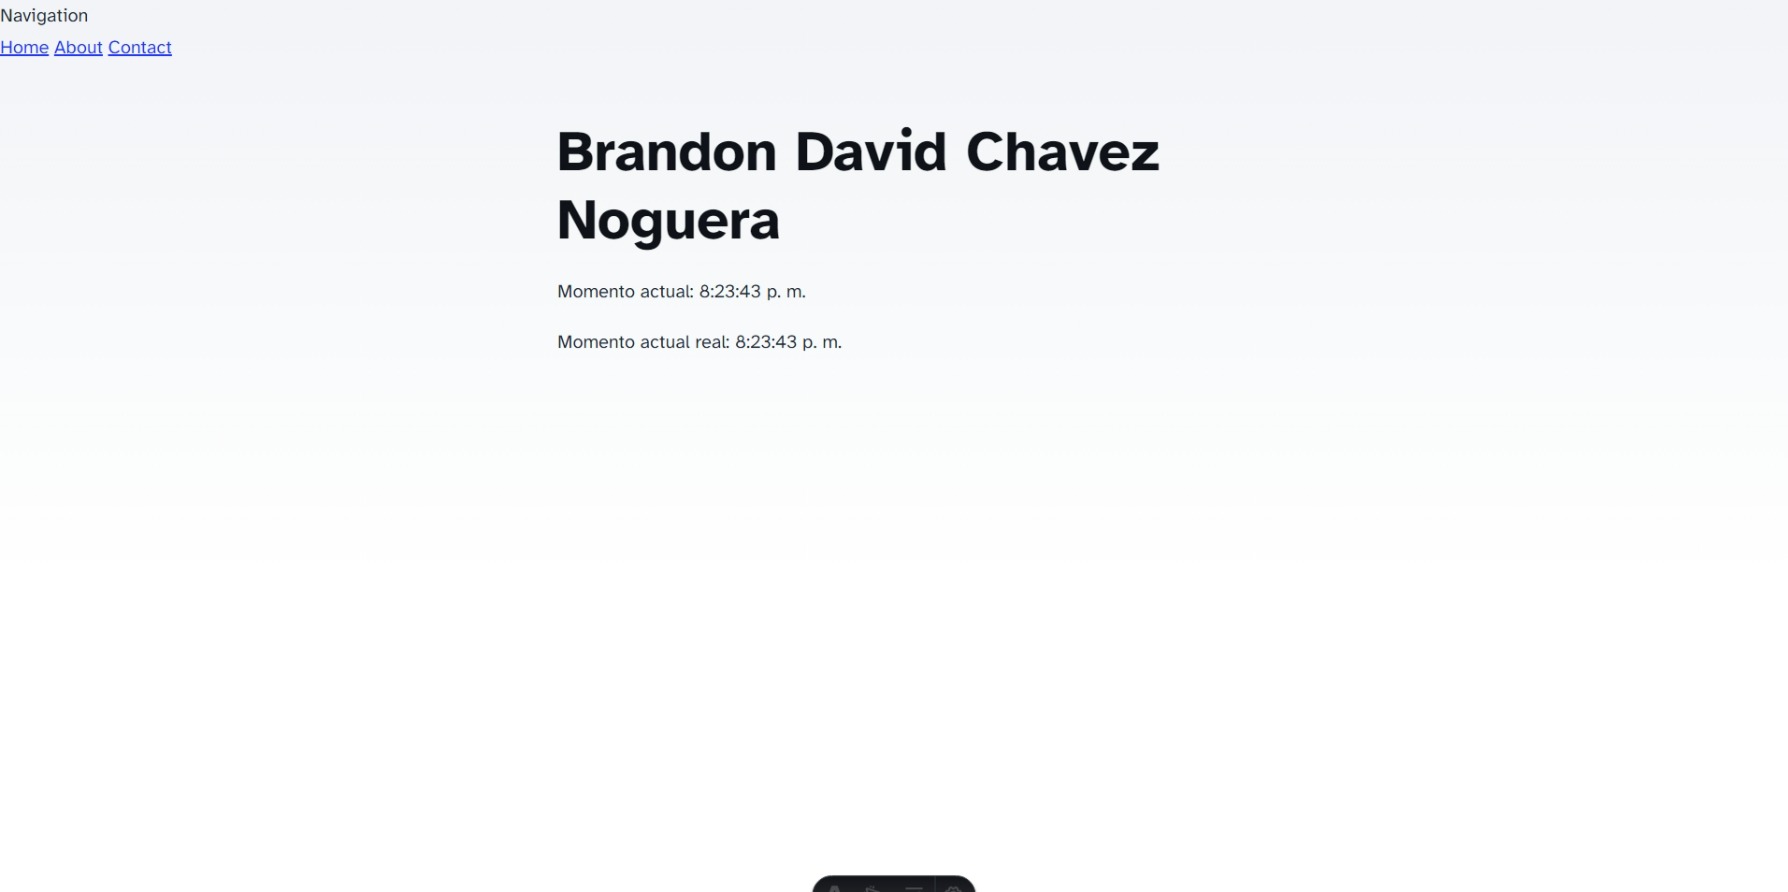 Navigation
Home About Contact
Brandon David Chavez
Noguera
Momento actual: 8:23:43 p. m.
Momento actual real: 8:23:43 p. m.